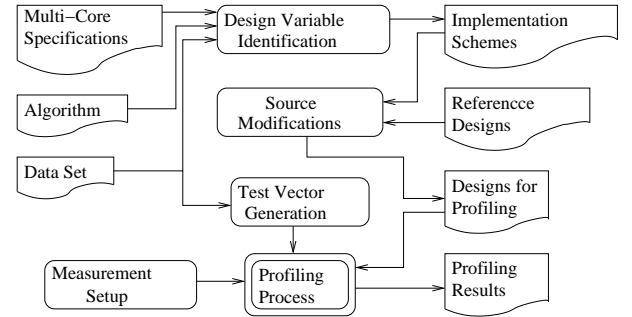 Multi−Core
Specifications
Design Variable
Identification
Implementation
Schemes
Algorithm
Source
Modifications
Referencce
Designs
Data Set
Test Vector
Generation
Designs for
Profiling
Measurement
Setup
Profiling
Process
Profiling
Results